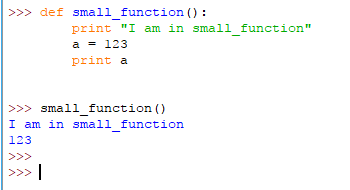 >>> def small_function():
        print "I am in small_function"
        a = 123
        print a
>>> small_function()
I am in small_function
123
>>>
>>>